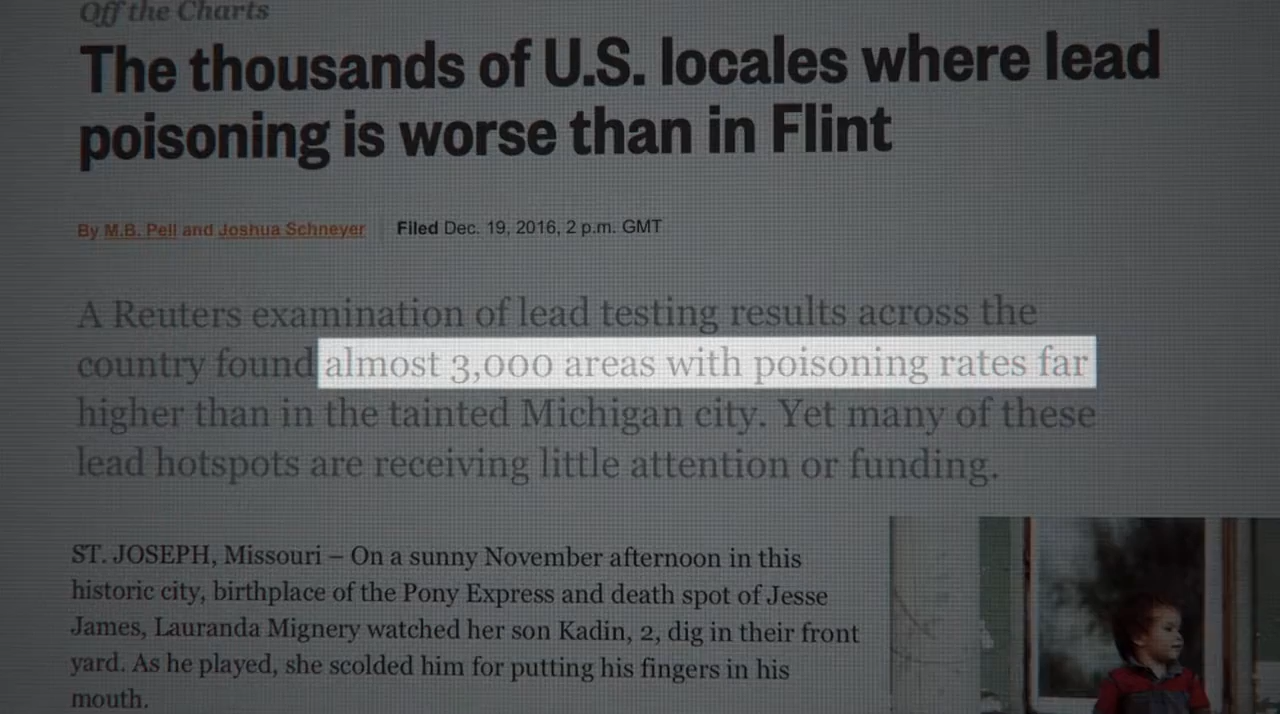 Off the Charts
The thousands of U.S. locales where lead
poisoning is worse than in Flint
By M.B. Pell and Joshua Schneyer Filed Dec. 19, 2016, 2 p.m. GMT
A Reuters examination of lead testing results across the
country found almost 3,000 areas with poisoning rates far
higher than in the tainted Michigan city. Yet many of these
lead hotspots are receiving little attention or funding.
ST. JOSEPH, Missouri – On a sunny November afternoon in this
historic city, birthplace of the Pony Express and death spot of Jesse
James, Lauranda Mignery watched her son Kadin, 2, dig in their front
yard. As he played, she scolded him for putting his fingers in his
mouth.